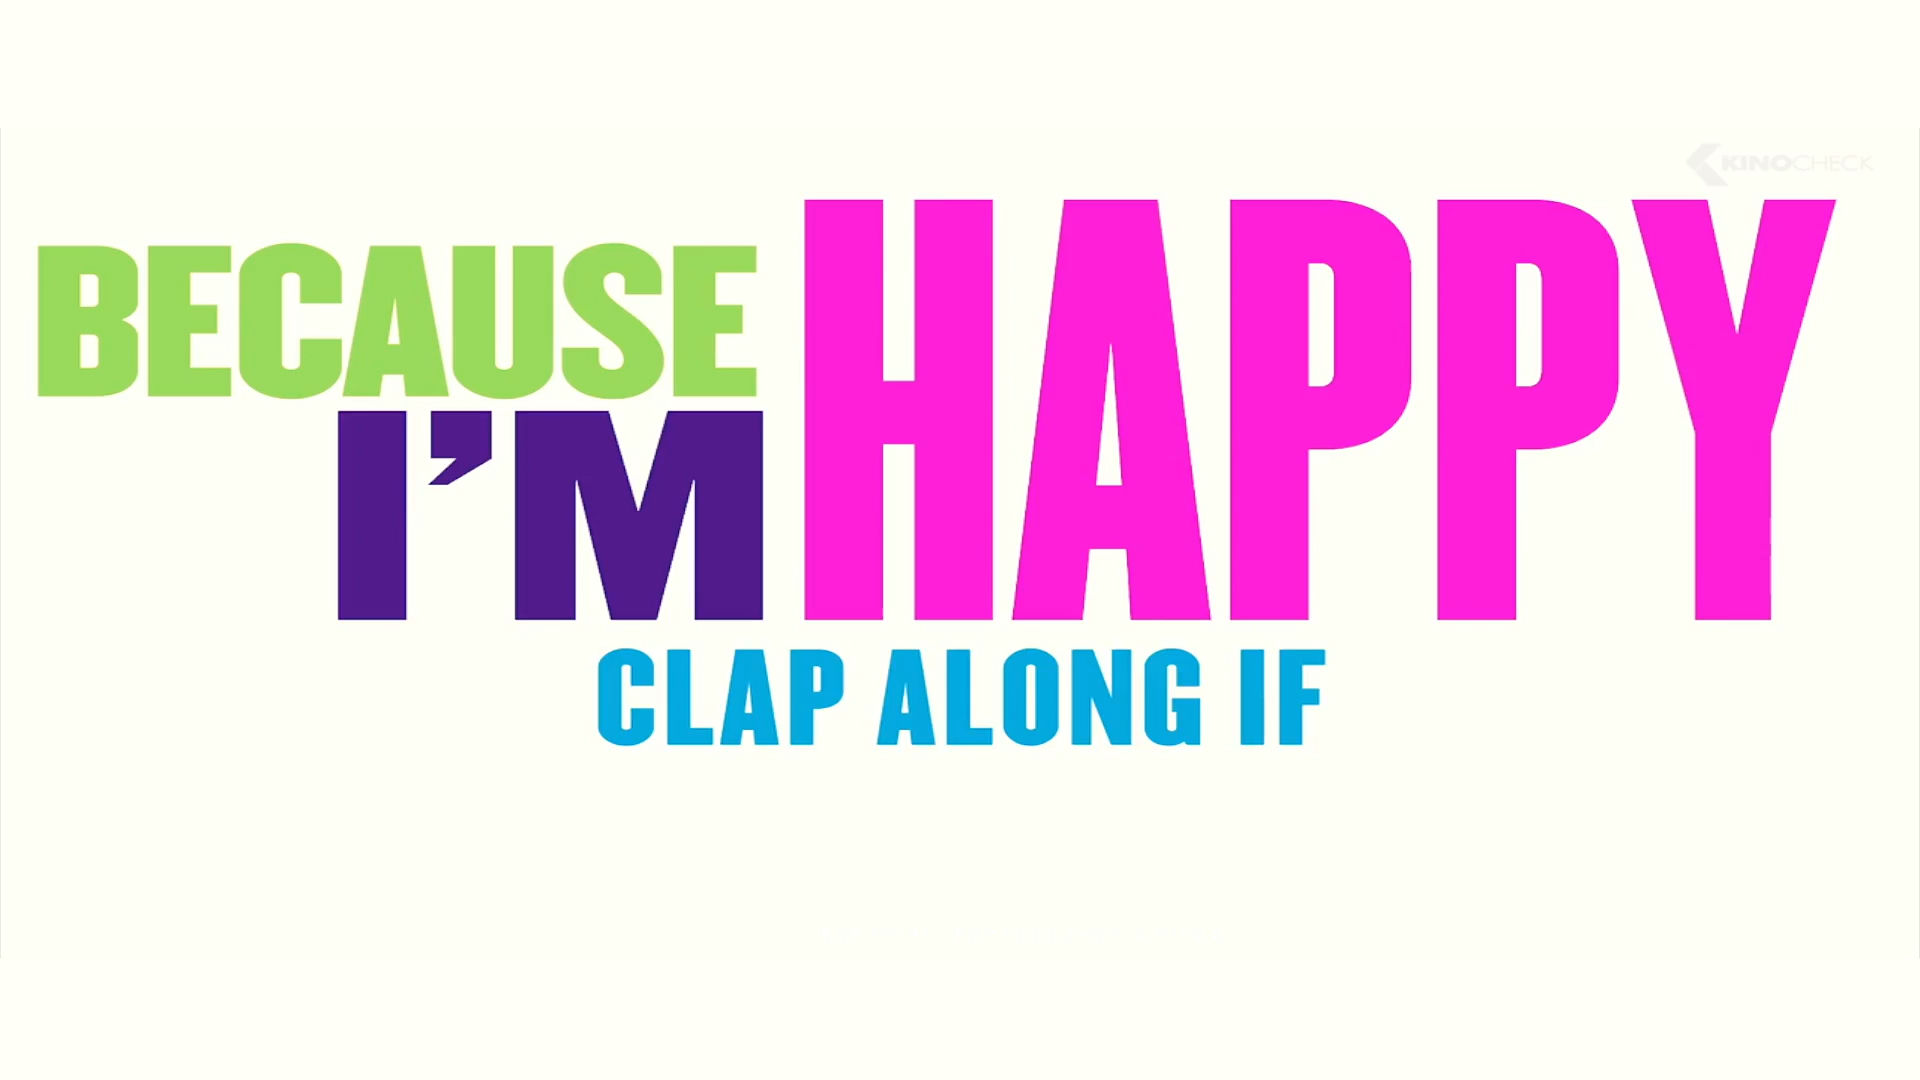 KINOCHECK
BECAUSE
I'M
HAPPY
CLAP ALONG IF